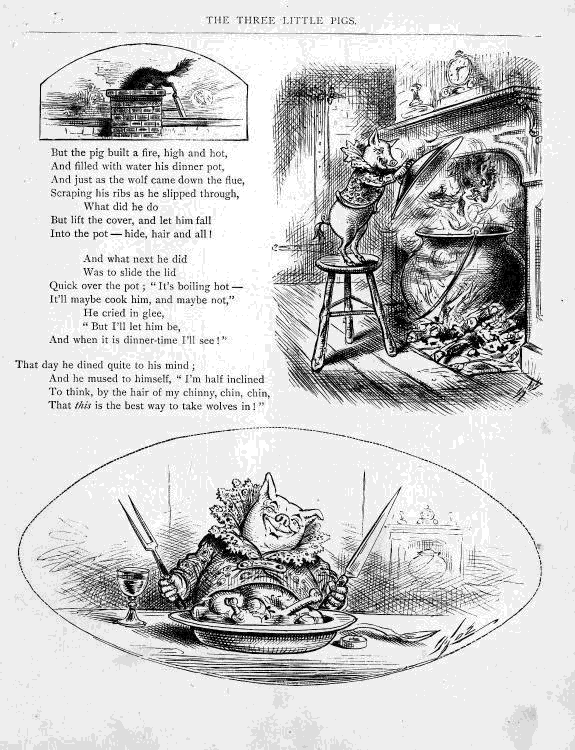 THE THREE LITTLE PIGS.
But the pig built a fire, high and hot,
And filled with water his dinner pot,
And just as the wolf came down the flue,
Scraping his ribs as he slipped through,
What did he do
But lift the cover, and let him fall
Into the pot — hide, hair and all!
And what next he did
Was to slide the lid
Quick over the pot; "It's boiling hot —
It'll maybe cook him, and maybe not,"
He cried in glee,
"But I'll let him be,
And when it is dinner-time I'll see!"
That day he dined quite to his mind;
And he mused to himself, "I'm half inclined
To think, by the hair of my chinny, chin, chin,
That this is the best way to take wolves in!"